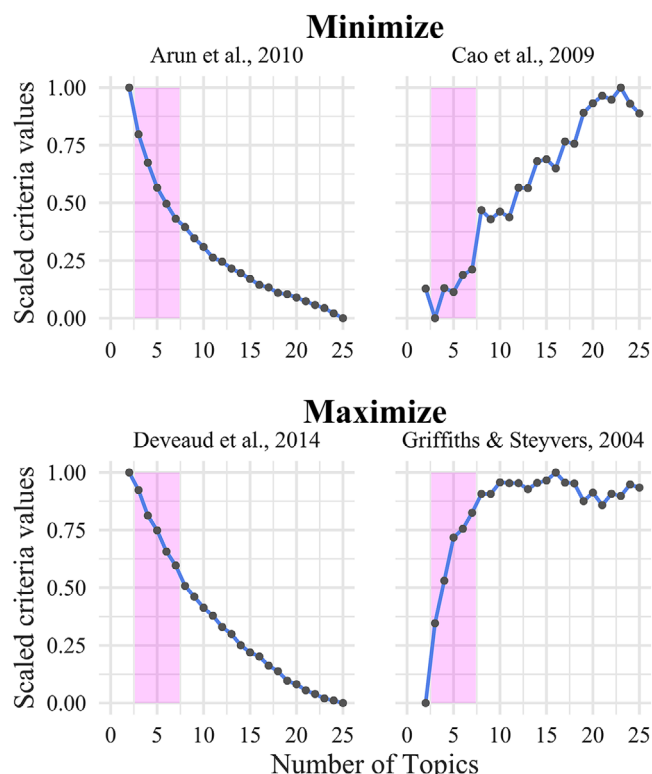 Minimize
Arun et al., 2010 Cao et al., 2009
Scaled criteria values
1.00
0.75
0.50
0.25
0.00
0 5 10 15 20 25 0 5 10 15 20 25
Maximize
Deveaud et al., 2014 Griffiths & Steyvers, 2004
Scaled criteria values
1.00
0.75
0.50
0.25
0.00
0 5 10 15 20 25 0 5 10 15 20 25
Number of Topics